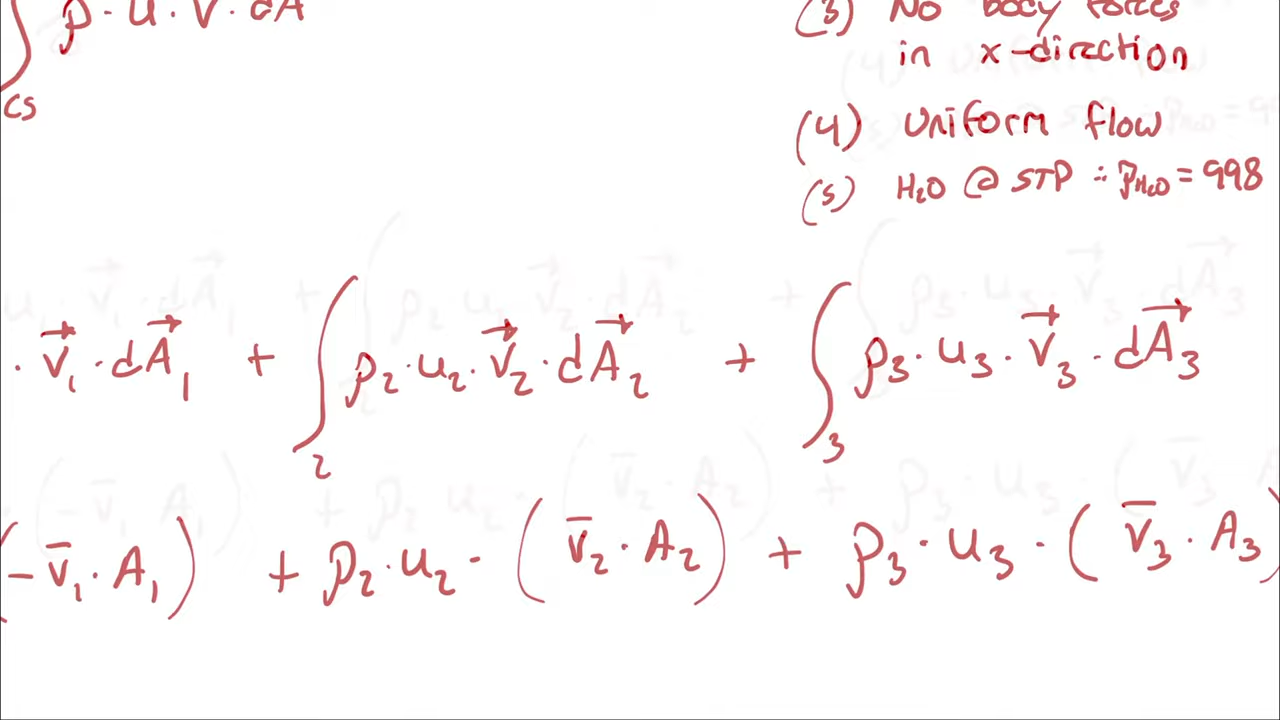 ∫CS ρ · u · V · dA
(3) No body forces
in x-direction
(4) uniform flow
(5) H₂O @ STP ∴ ρH₂O = 998
· V⃗₁ · dA⃗₁ + ∫₂ ρ₂ · u₂ · V⃗₂ · dA⃗₂ + ∫₃ ρ₃ · u₃ · V⃗₃ · dA⃗₃
(- V̄₁ · A₁) + ρ₂ · u₂ · (V̄₂ · A₂) + ρ₃ · u₃ · (V̄₃ · A₃)